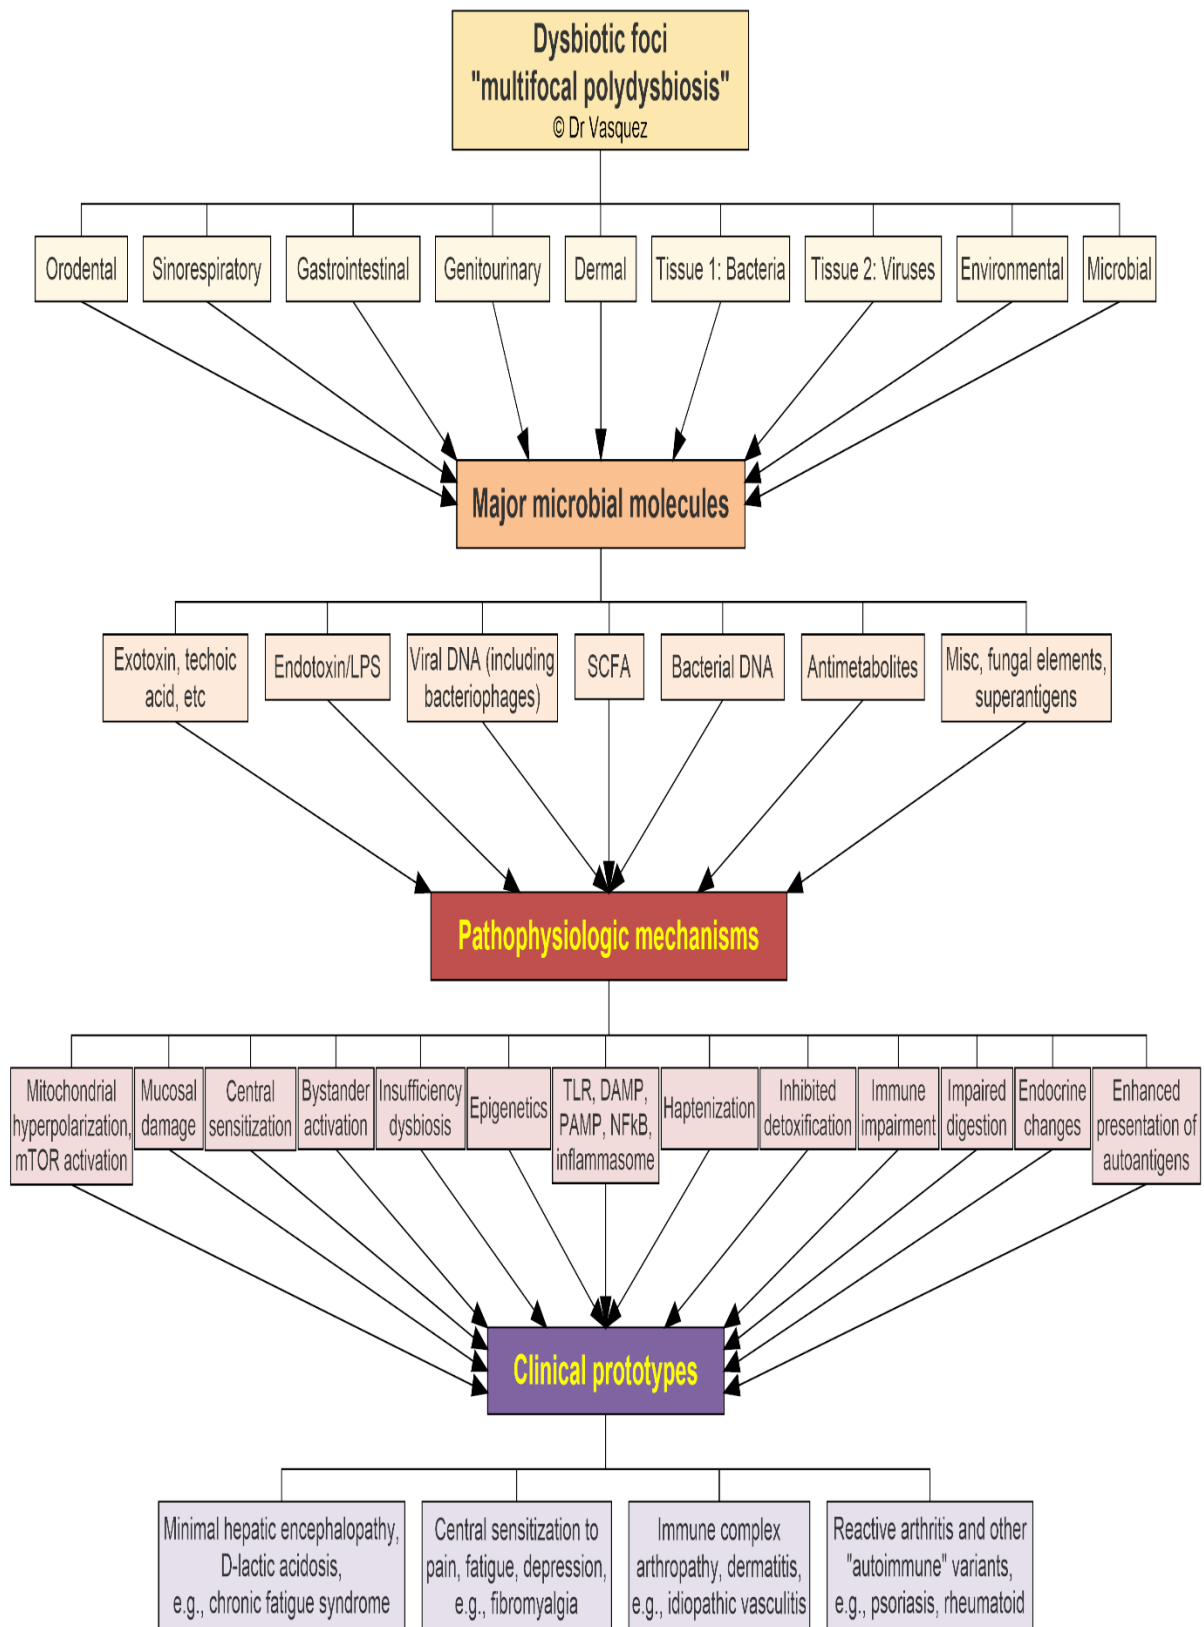 Dysbiotic foci
"multifocal polydysbiosis"
© Dr Vasquez
Orodental
Sinorespiratory
Gastrointestinal
Genitourinary
Dermal
Tissue 1: Bacteria
Tissue 2: Viruses
Environmental
Microbial
Major microbial molecules
Exotoxin, techoic
acid, etc
Endotoxin/LPS
Viral DNA (including
bacteriophages)
SCFA
Bacterial DNA
Antimetabolites
Misc, fungal elements,
superantigens
Pathophysiologic mechanisms
Mitochondrial
hyperpolarization,
mTOR activation
Mucosal
damage
Central
sensitization
Bystander
activation
Insufficiency
dysbiosis
Epigenetics
TLR, DAMP,
PAMP, NFkB,
inflammasome
Haptenization
Inhibited
detoxification
Immune
impairment
Impaired
digestion
Endocrine
changes
Enhanced
presentation of
autoantigens
Clinical prototypes
Minimal hepatic encephalopathy,
D-lactic acidosis,
e.g., chronic fatigue syndrome
Central sensitization to
pain, fatigue, depression,
e.g., fibromyalgia
Immune complex
arthropathy, dermatitis,
e.g., idiopathic vasculitis
Reactive arthritis and other
"autoimmune" variants,
e.g., psoriasis, rheumatoid